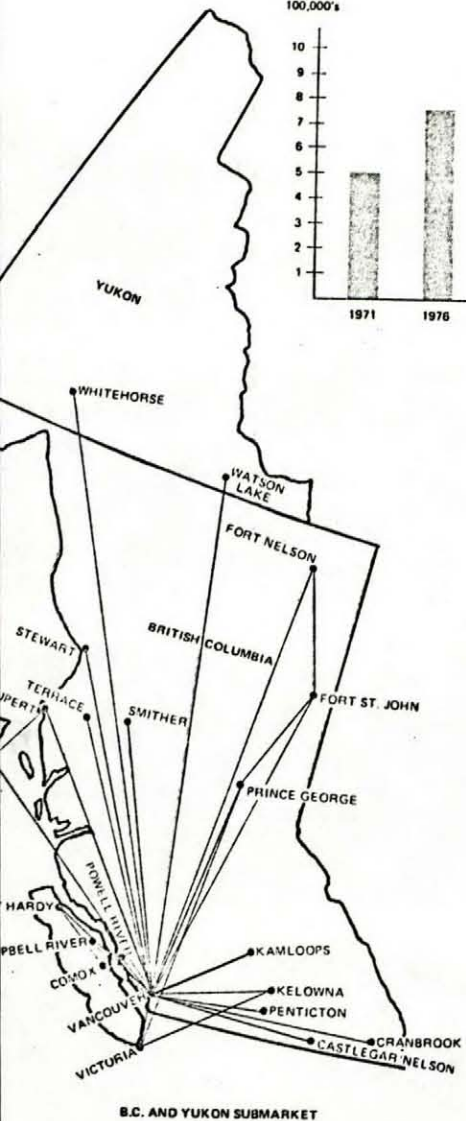 100,000's
10
9
8
7
6
5
4
3
2
1
1971 1976
YUKON
WHITEHORSE
WATSON
LAKE
FORT NELSON
BRITISH COLUMBIA
STEWART
TERRACE
UPERT
SMITHER
FORT ST. JOHN
PRINCE GEORGE
POWELL RIVER
HARDY
PBELL RIVER
COMOX
KAMLOOPS
VANCOUVER
KELOWNA
PENTICTON
CRANBROOK
CASTLEGAR/NELSON
VICTORIA
B.C. AND YUKON SUBMARKET